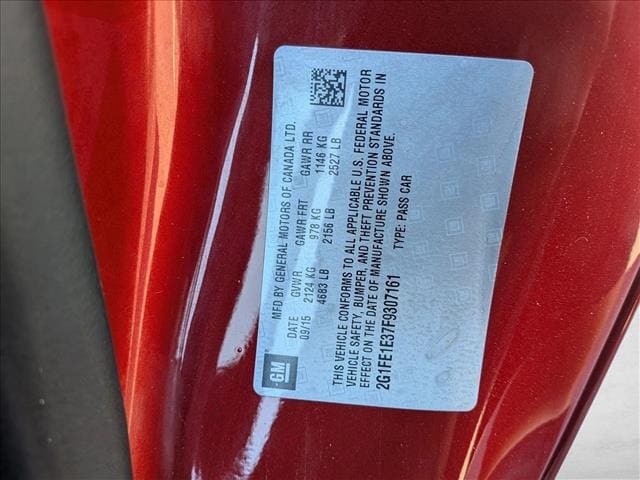 MFD BY GENERAL MOTORS OF CANADA LTD.
DATE GVWR GAWR FRT GAWR RR
09/15 2124 KG 978 KG 1146 KG
4683 LB 2156 LB 2527 LB
GM
THIS VEHICLE CONFORMS TO ALL APPLICABLE U.S. FEDERAL MOTOR
VEHICLE SAFETY, BUMPER, AND THEFT PREVENTION STANDARDS IN
EFFECT ON THE DATE OF MANUFACTURE SHOWN ABOVE.
2G1FE1E37F9307161 TYPE: PASS CAR